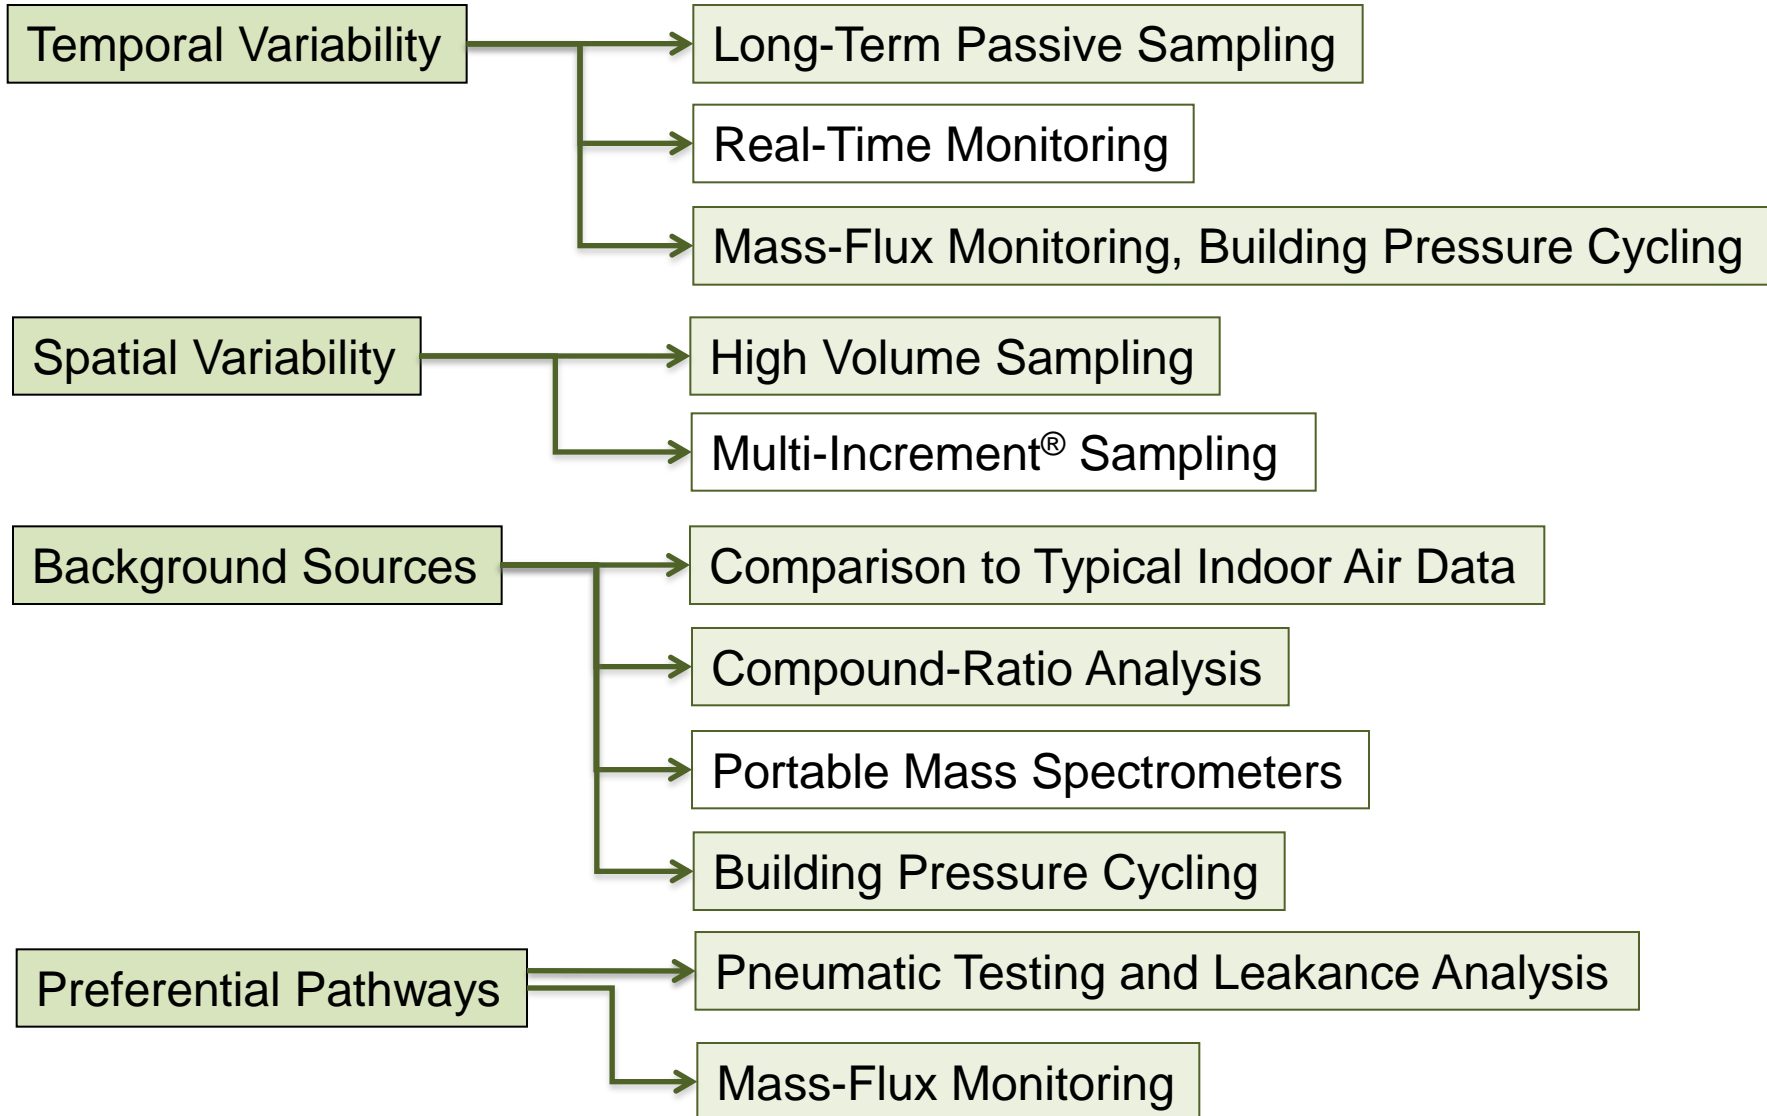 Temporal Variability
Long-Term Passive Sampling
Real-Time Monitoring
Mass-Flux Monitoring, Building Pressure Cycling
Spatial Variability
High Volume Sampling
Multi-Increment® Sampling
Background Sources
Comparison to Typical Indoor Air Data
Compound-Ratio Analysis
Portable Mass Spectrometers
Building Pressure Cycling
Preferential Pathways
Pneumatic Testing and Leakance Analysis
Mass-Flux Monitoring